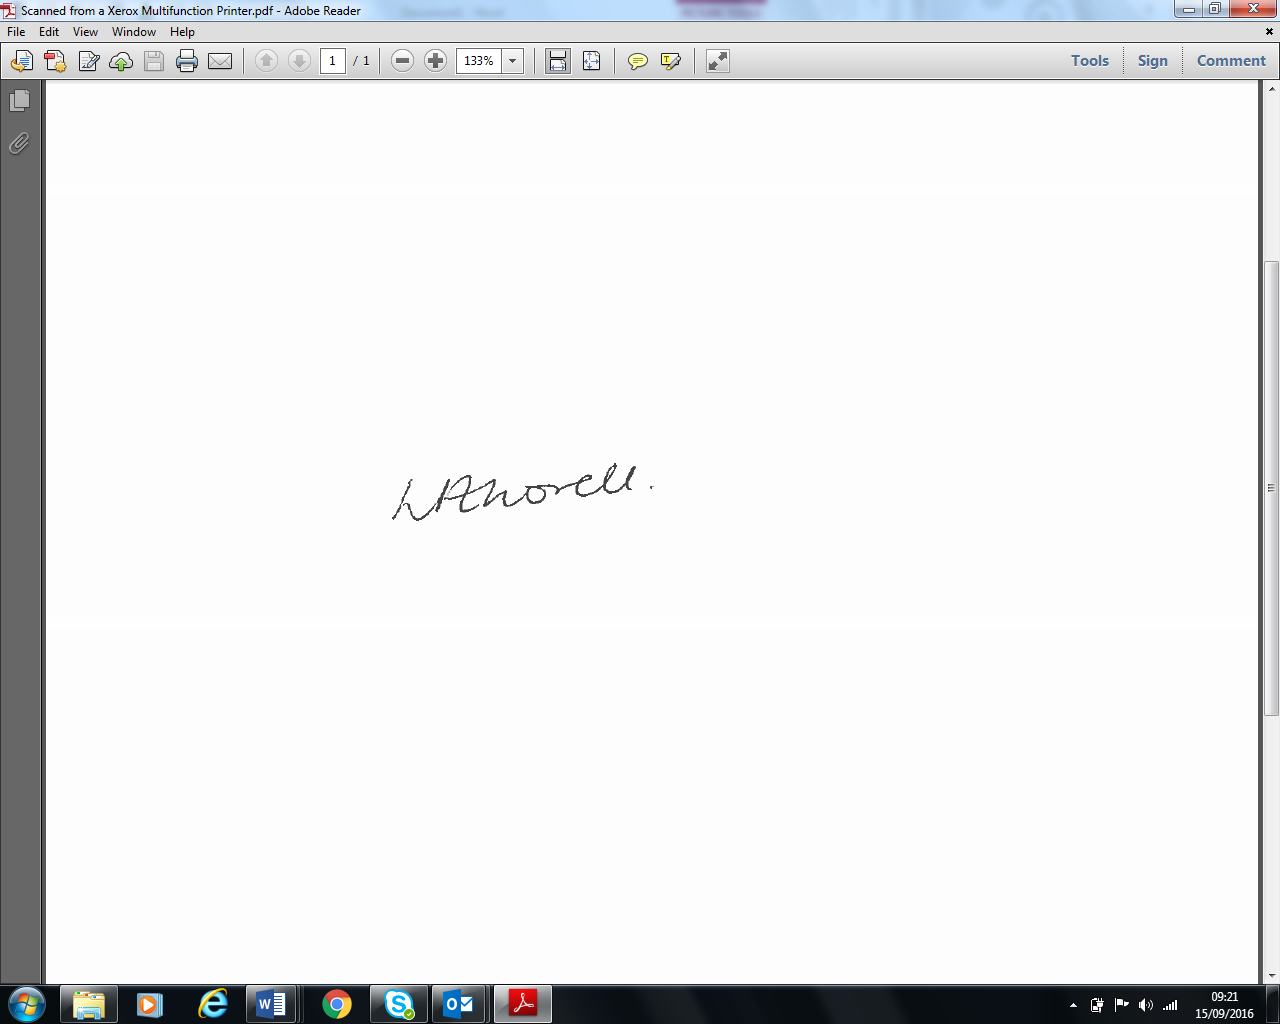 Scanned from a Xerox Multifunction Printer.pdf - Adobe Reader
File Edit View Window Help
1 / 1 133% Tools Sign Comment
09:21
15/09/2016